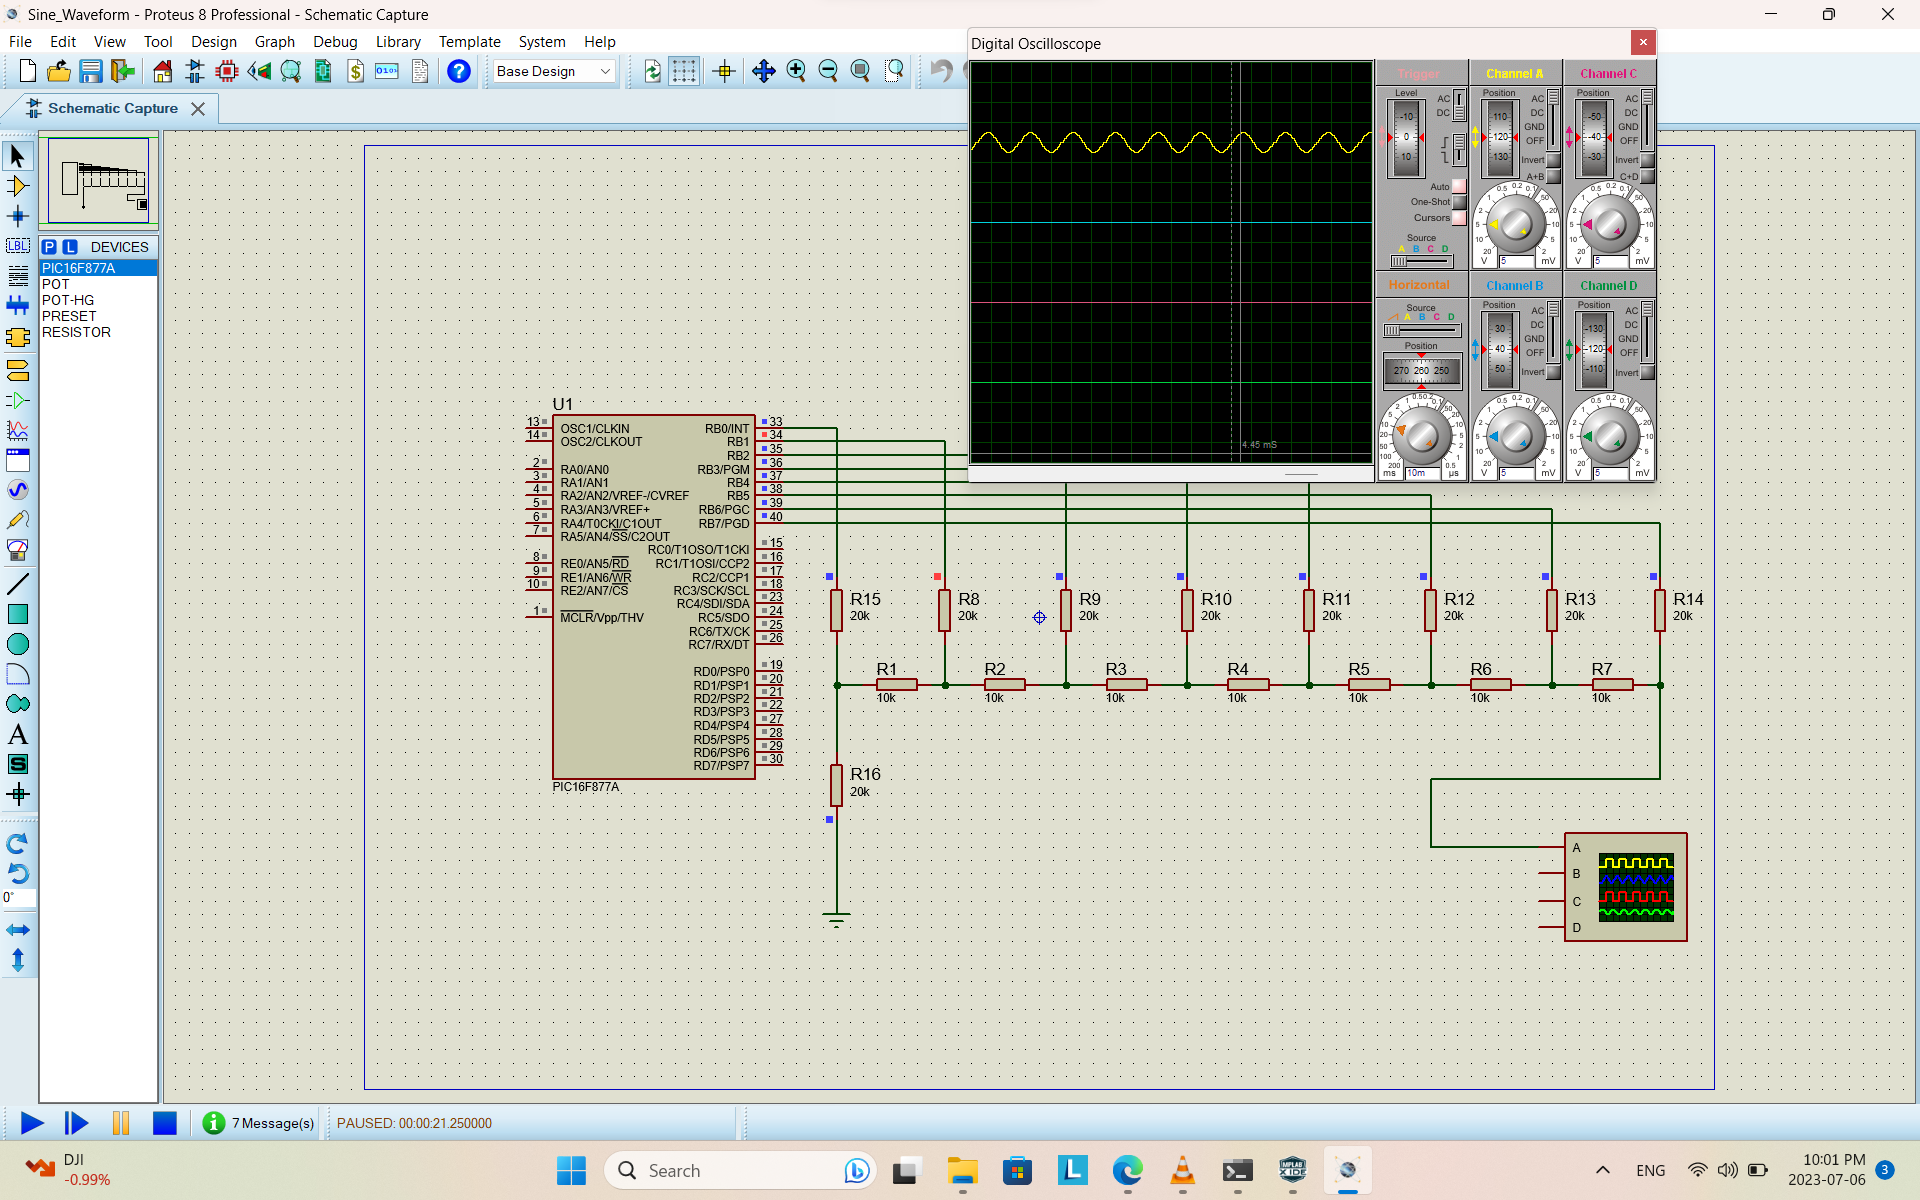 Sine_Waveform - Proteus 8 Professional - Schematic Capture
File Edit View Tool Design Graph Debug Library Template System Help
Base Design
Schematic Capture
P L DEVICES
PIC16F877A
POT
POT-HG
PRESET
RESISTOR
LBL
A
S
0°
Digital Oscilloscope
4.45 mS
Trigger
Level
-10
0
10
AC
DC
Auto
One-Shot
Cursors
Source
A B C D
Channel A
Position
110
120
130
AC
DC
GND
OFF
Invert
A+B
V 5 mV
Channel C
Position
-50
-40
-30
AC
DC
GND
OFF
Invert
C+D
V 5 mV
Horizontal
Source
A B C D
Position
270 260 250
ms 10m µs
Channel B
Position
30
40
50
AC
DC
GND
OFF
Invert
V 5 mV
Channel D
Position
-130
-120
-110
AC
DC
GND
OFF
Invert
V 5 mV
U1
13 OSC1/CLKIN
14 OSC2/CLKOUT
2 RA0/AN0
3 RA1/AN1
4 RA2/AN2/VREF-/CVREF
5 RA3/AN3/VREF+
6 RA4/T0CKI/C1OUT
7 RA5/AN4/SS/C2OUT
8 RE0/AN5/RD
9 RE1/AN6/WR
10 RE2/AN7/CS
1 MCLR/Vpp/THV
RB0/INT 33
RB1 34
RB2 35
RB3/PGM 36
RB4 37
RB5 38
RB6/PGC 39
RB7/PGD 40
RC0/T1OSO/T1CKI 15
RC1/T1OSI/CCP2 16
RC2/CCP1 17
RC3/SCK/SCL 18
RC4/SDI/SDA 23
RC5/SDO 24
RC6/TX/CK 25
RC7/RX/DT 26
RD0/PSP0 19
RD1/PSP1 20
RD2/PSP2 21
RD3/PSP3 22
RD4/PSP4 27
RD5/PSP5 28
RD6/PSP6 29
RD7/PSP7 30
PIC16F877A
R15 R8 R9 R10 R11 R12 R13 R14
20k 20k 20k 20k 20k 20k 20k 20k
R1 R2 R3 R4 R5 R6 R7
10k 10k 10k 10k 10k 10k 10k
R16
20k
A
B
C
D
7 Message(s) PAUSED: 00:00:21.250000
DJI
-0.99%
Search
ENG
10:01 PM
2023-07-06
3